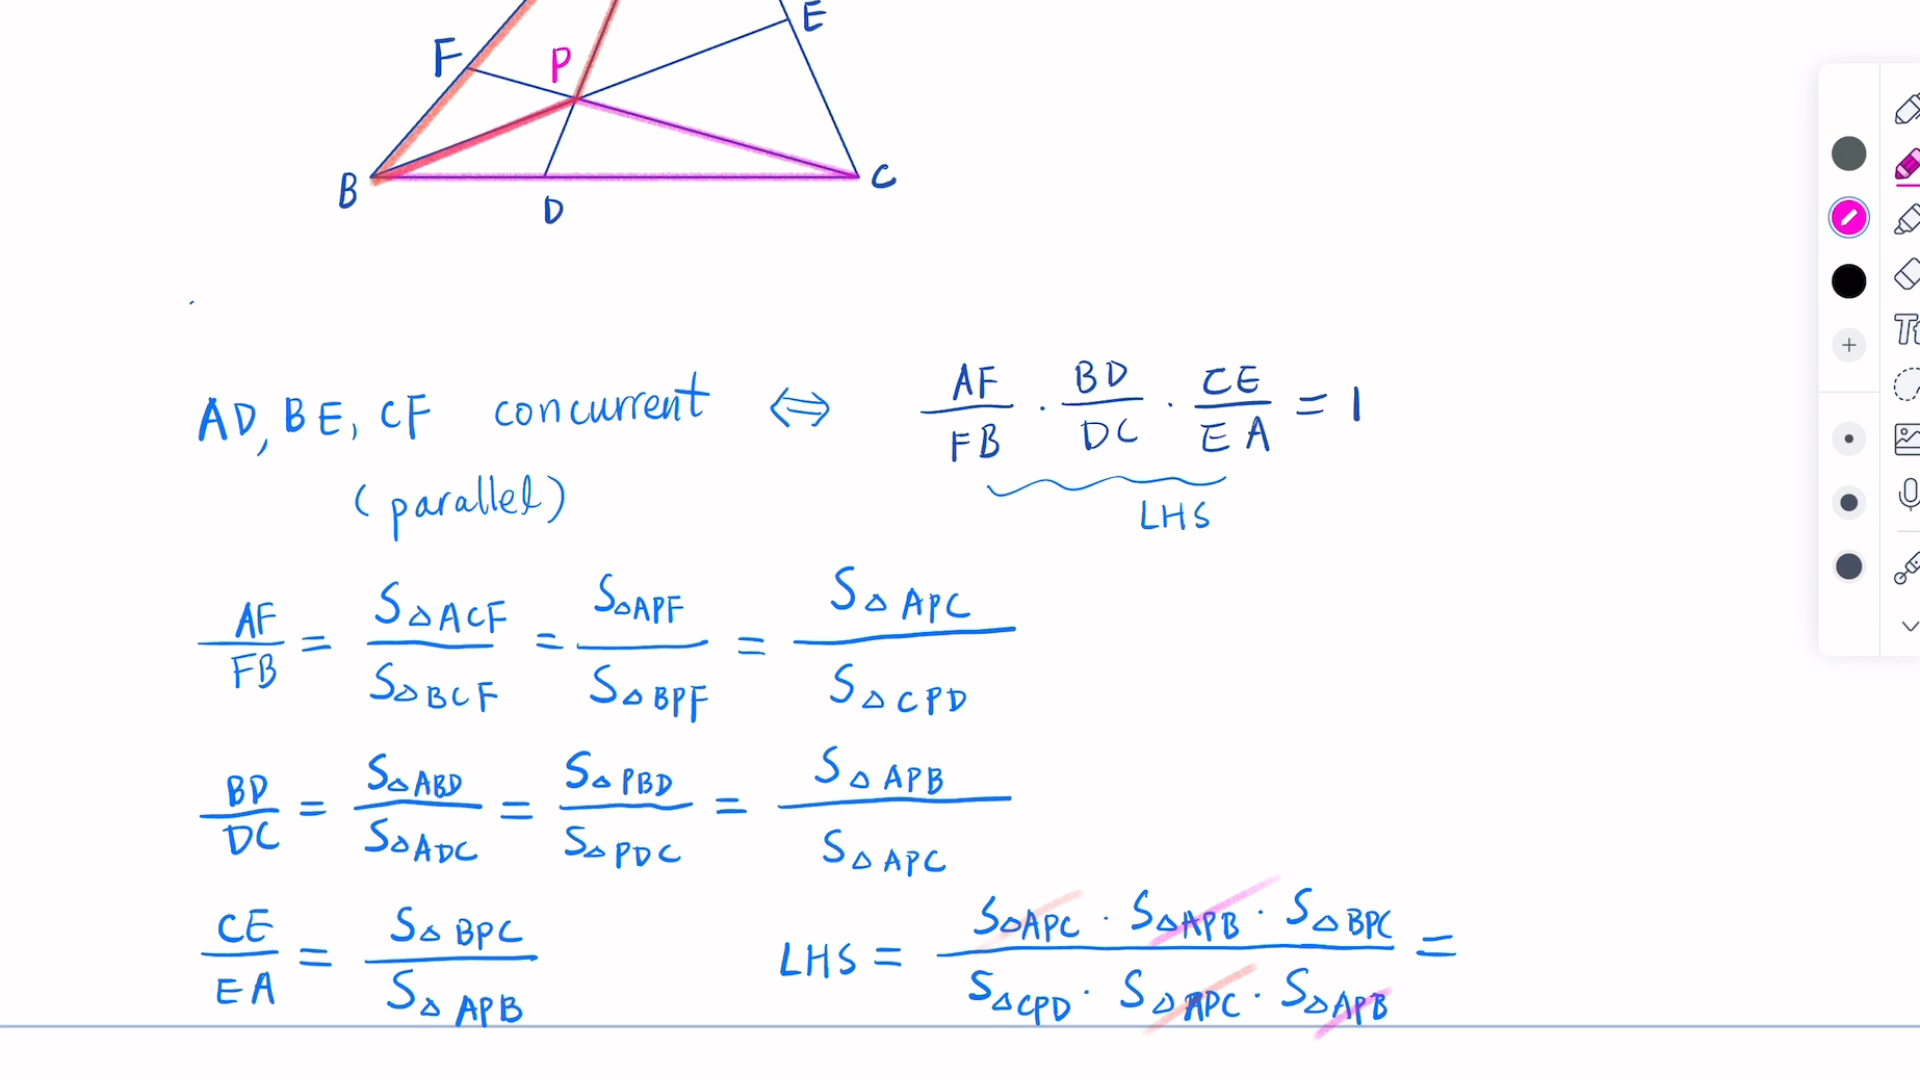 E
F
P
B
D
C
AD, BE, CF concurrent ⇔ AF/FB · BD/DC · CE/EA = 1
(parallel)
LHS
AF/FB = S△ACF/S△BCF = S△APF/S△BPF = S△APC/S△CPD
BD/DC = S△ABD/S△ADC = S△PBD/S△PDC = S△APB/S△APC
CE/EA = S△BPC/S△APB
LHS = S△APC · S△APB · S△BPC / S△CPD · S△APC · S△APB =
Tt